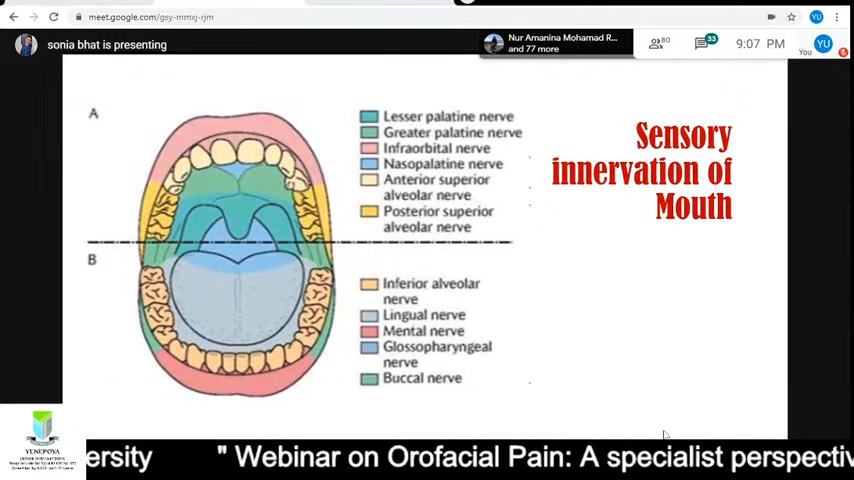 meet.google.com/gsy-mmxj-rjm
YU
sonia bhat is presenting
Nur Amanina Mohamad R...
and 77 more
80
33
9:07 PM
You
YU
A
Lesser palatine nerve
Greater palatine nerve
Infraorbital nerve
Nasopalatine nerve
Anterior superior
alveolar nerve
Posterior superior
alveolar nerve
Sensory
innervation of
Mouth
B
Inferior alveolar
nerve
Lingual nerve
Mental nerve
Glossopharyngeal
nerve
Buccal nerve
YENEPOYA
ersity " Webinar on Orofacial Pain: A specialist perspectiv